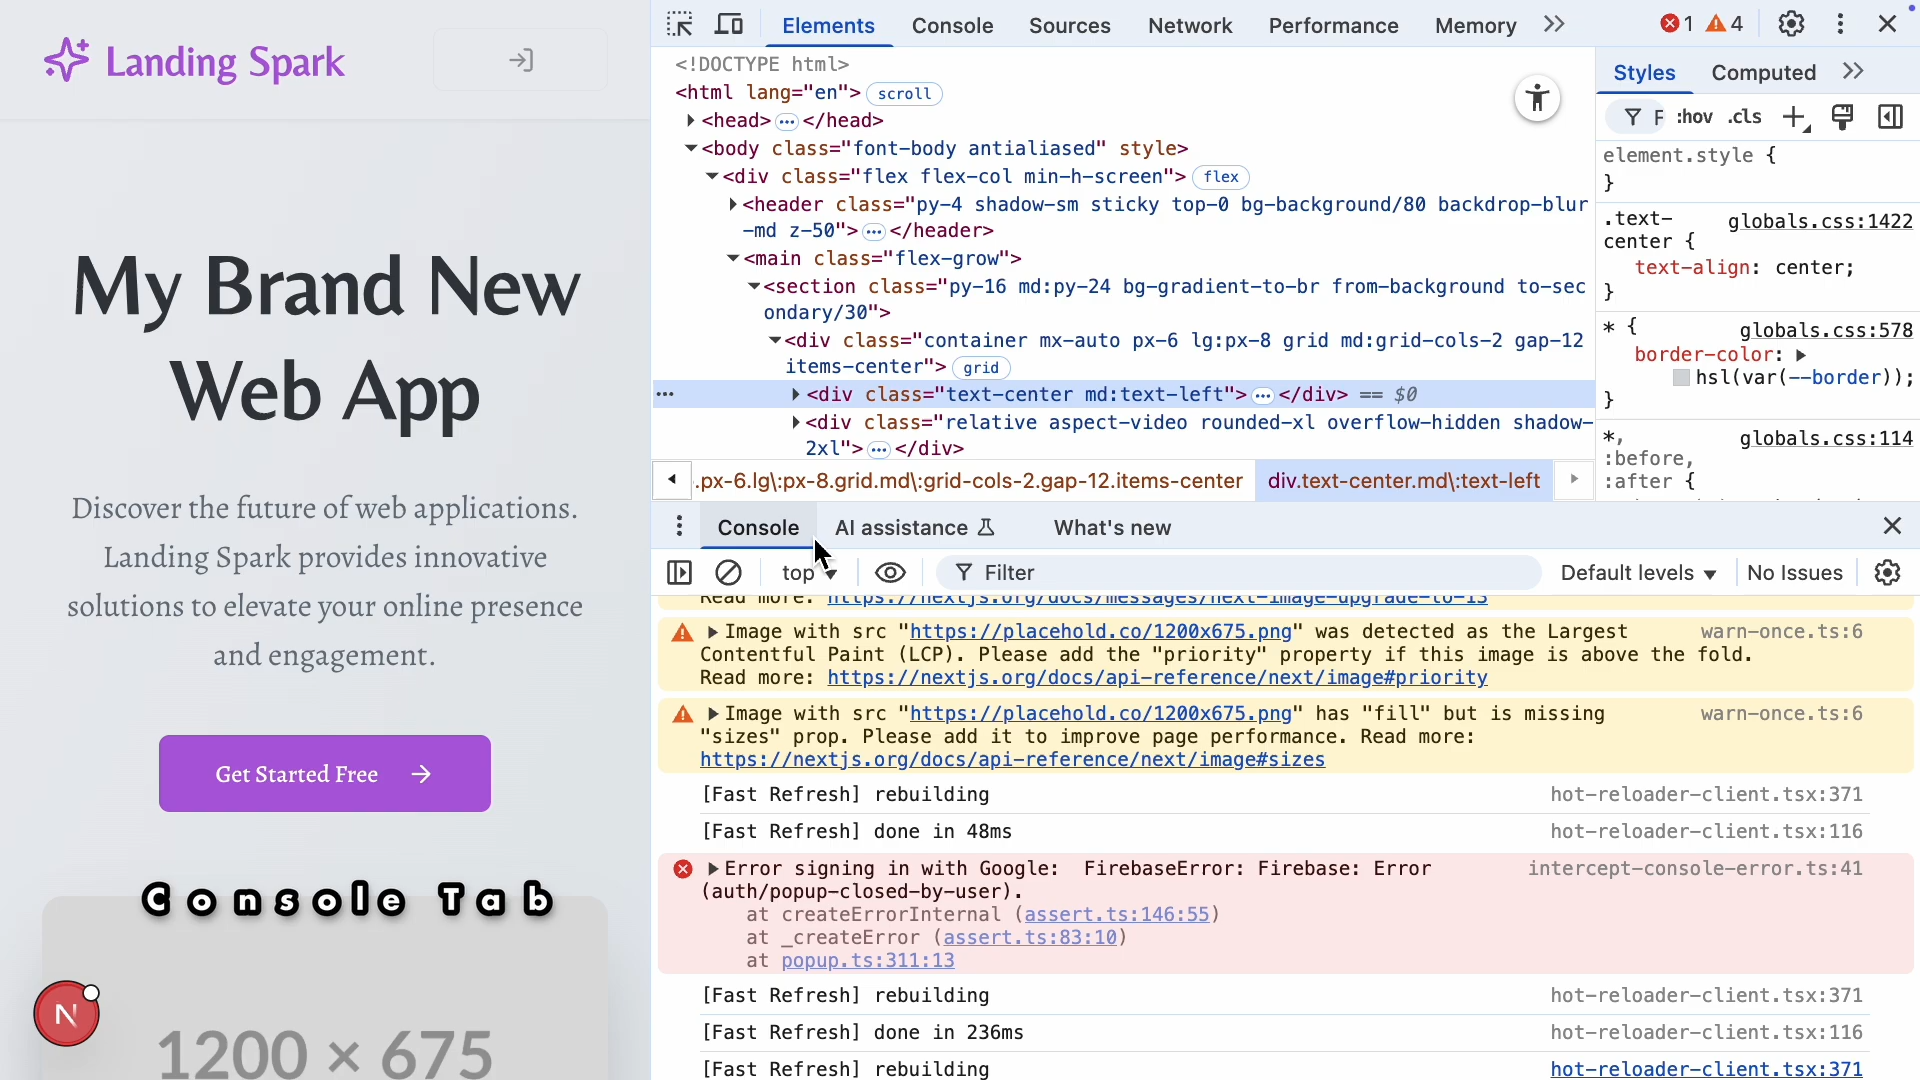 Landing Spark
My Brand New
Web App
Discover the future of web applications.
Landing Spark provides innovative
solutions to elevate your online presence
and engagement.
Get Started Free
Console Tab
N
1200 × 675
Elements Console Sources Network Performance Memory 1 4
<!DOCTYPE html>
<html lang="en"> scroll
<head> ⋯ </head>
<body class="font-body antialiased" style>
<div class="flex flex-col min-h-screen"> flex
<header class="py-4 shadow-sm sticky top-0 bg-background/80 backdrop-blur
-md z-50"> ⋯ </header>
<main class="flex-grow">
<section class="py-16 md:py-24 bg-gradient-to-br from-background to-sec
ondary/30">
<div class="container mx-auto px-6 lg:px-8 grid md:grid-cols-2 gap-12
items-center"> grid
<div class="text-center md:text-left"> ⋯ </div> == $0
<div class="relative aspect-video rounded-xl overflow-hidden shadow-
2xl"> ⋯ </div>
.px-6.lg\:px-8.grid.md\:grid-cols-2.gap-12.items-center div.text-center.md\:text-left
Styles Computed
F :hov .cls
element.style {
}
.text- globals.css:1422
center {
text-align: center;
}
* { globals.css:578
border-color:
hsl(var(--border));
}
*, globals.css:114
:before,
:after {
Console AI assistance What's new
top Filter Default levels No Issues
Read more: https://nextjs.org/docs/messages/next-image-upgrade-to-13
Image with src "https://placehold.co/1200x675.png" was detected as the Largest warn-once.ts:6
Contentful Paint (LCP). Please add the "priority" property if this image is above the fold.
Read more: https://nextjs.org/docs/api-reference/next/image#priority
Image with src "https://placehold.co/1200x675.png" has "fill" but is missing warn-once.ts:6
"sizes" prop. Please add it to improve page performance. Read more:
https://nextjs.org/docs/api-reference/next/image#sizes
[Fast Refresh] rebuilding hot-reloader-client.tsx:371
[Fast Refresh] done in 48ms hot-reloader-client.tsx:116
Error signing in with Google: FirebaseError: Firebase: Error intercept-console-error.ts:41
(auth/popup-closed-by-user).
at createErrorInternal (assert.ts:146:55)
at _createError (assert.ts:83:10)
at popup.ts:311:13
[Fast Refresh] rebuilding hot-reloader-client.tsx:371
[Fast Refresh] done in 236ms hot-reloader-client.tsx:116
[Fast Refresh] rebuilding hot-reloader-client.tsx:371